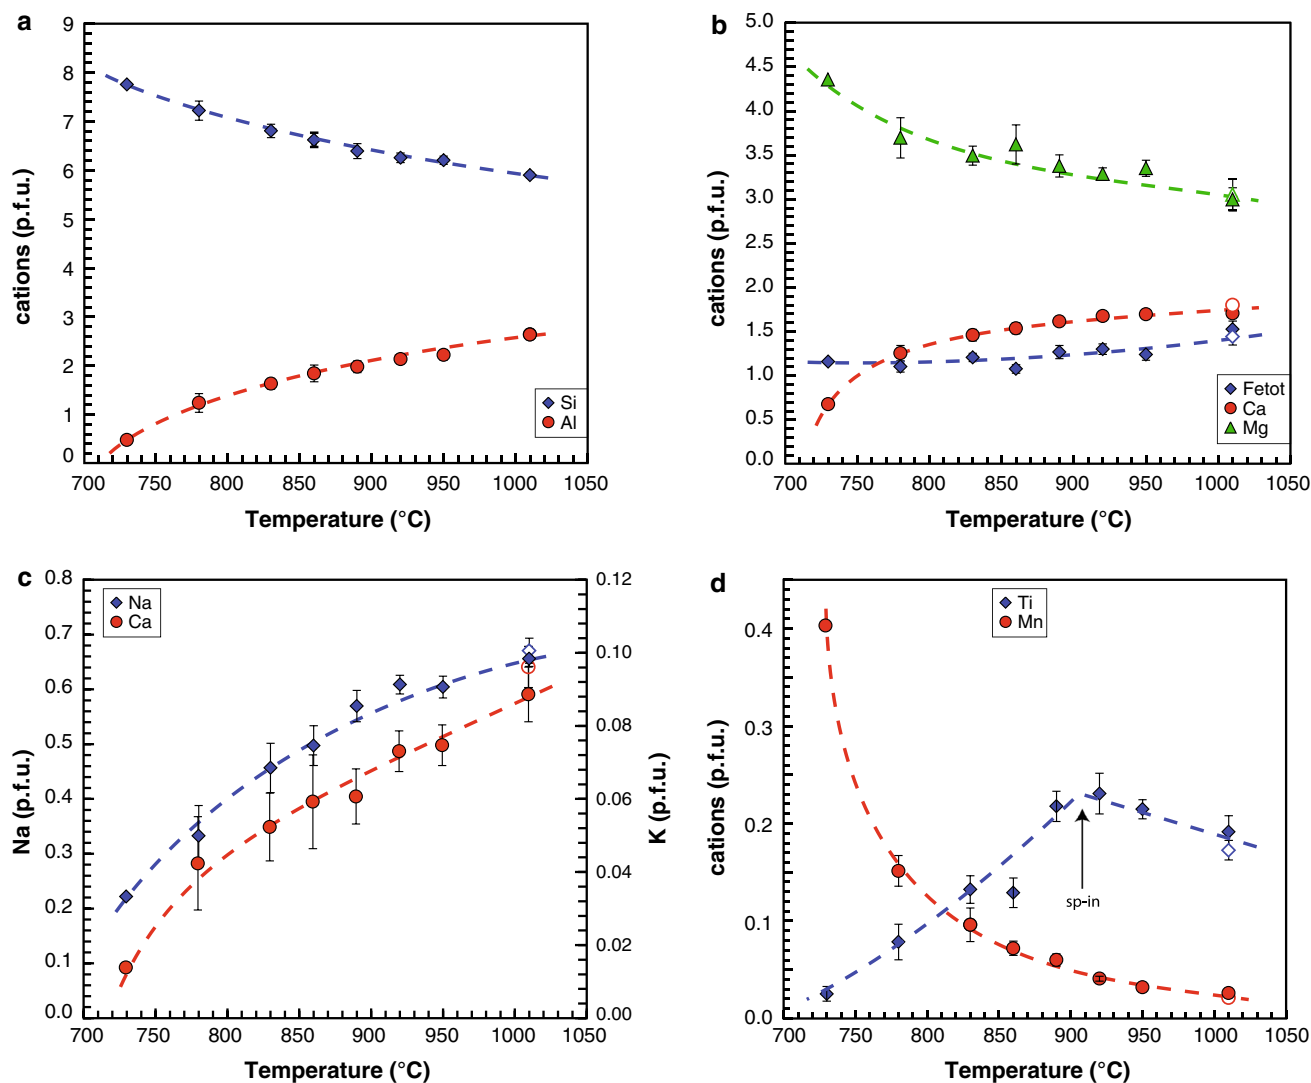 a
9
8
7
6
5
4
3
2
1
0
cations (p.f.u.)
Si
Al
700 750 800 850 900 950 1000 1050
Temperature (°C)
b
5.0
4.5
4.0
3.5
3.0
2.5
2.0
1.5
1.0
0.5
0.0
cations (p.f.u.)
Fetot
Ca
Mg
700 750 800 850 900 950 1000 1050
Temperature (°C)
c
0.8
0.7
0.6
0.5
0.4
0.3
0.2
0.1
0.0
Na (p.f.u.)
Na
Ca
0.12
0.10
0.08
0.06
0.04
0.02
0.00
K (p.f.u.)
700 750 800 850 900 950 1000 1050
Temperature (°C)
d
0.4
0.3
0.2
0.1
0.0
cations (p.f.u.)
Ti
Mn
sp-in
700 750 800 850 900 950 1000 1050
Temperature (°C)